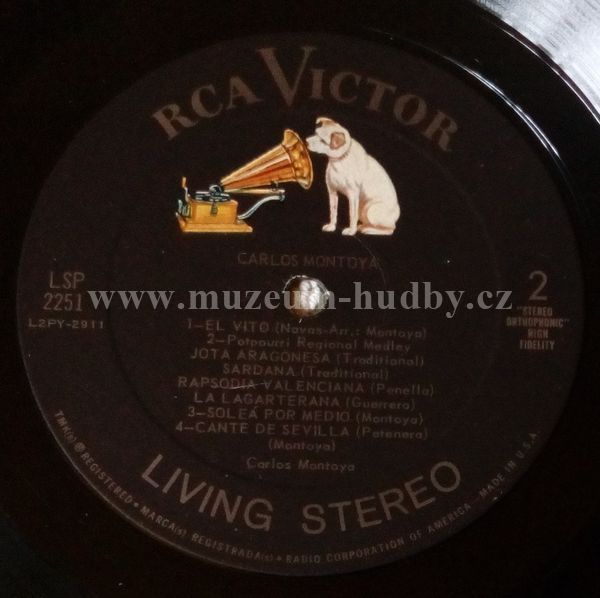 RCA VICTOR
CARLOS MONTOYA
LSP
2251
L2PY-2911
2
"STEREO
ORTHOPHONIC"
HIGH
FIDELITY
www.muzeum-hudby.cz
1—EL VITO (Navas-Arr.: Montoya)
2—Potpourri Regional Medley
JOTA ARAGONESA (Traditional)
SARDANA (Traditional)
RAPSODIA VALENCIANA (Penella)
LA LAGARTERANA (Guerrero)
3—SOLEÁ POR MEDIO (Montoya)
4—CANTE DE SEVILLA (Petenera)
(Montoya)
Carlos Montoya
LIVING STEREO
TMK(s) ® REGISTERED • MARCA(s) REGISTRADA(s) • RADIO CORPORATION OF AMERICA—MADE IN U.S.A.